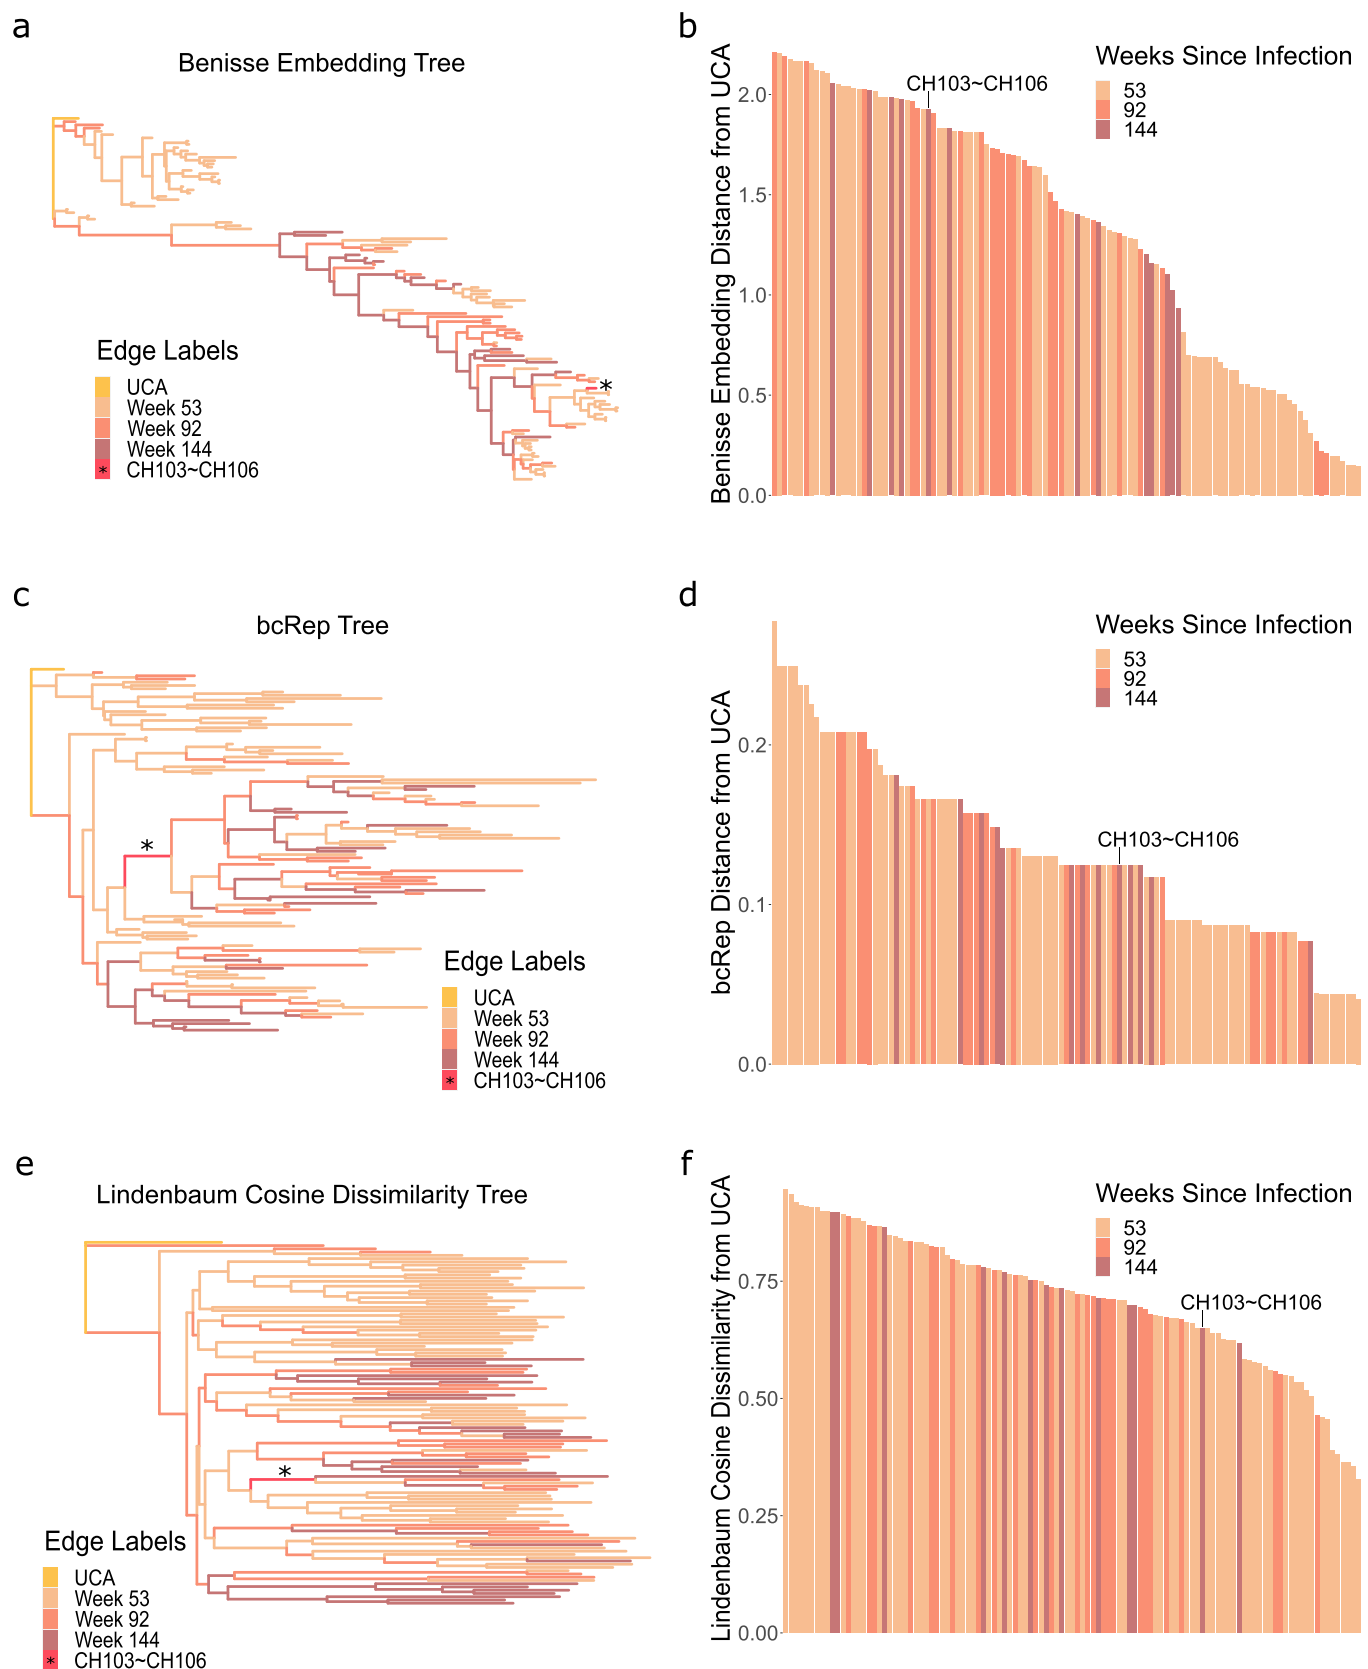 a
Benisse Embedding Tree
Edge Labels
UCA
Week 53
Week 92
Week 144
* CH103~CH106
*
b
Benisse Embedding Distance from UCA
2.0
1.5
1.0
0.5
0.0
CH103~CH106
Weeks Since Infection
53
92
144
c
bcRep Tree
*
Edge Labels
UCA
Week 53
Week 92
Week 144
* CH103~CH106
d
bcRep Distance from UCA
0.2
0.1
0.0
CH103~CH106
Weeks Since Infection
53
92
144
e
Lindenbaum Cosine Dissimilarity Tree
*
Edge Labels
UCA
Week 53
Week 92
Week 144
* CH103~CH106
f
Lindenbaum Cosine Dissimilarity from UCA
0.75
0.50
0.25
0.00
CH103~CH106
Weeks Since Infection
53
92
144